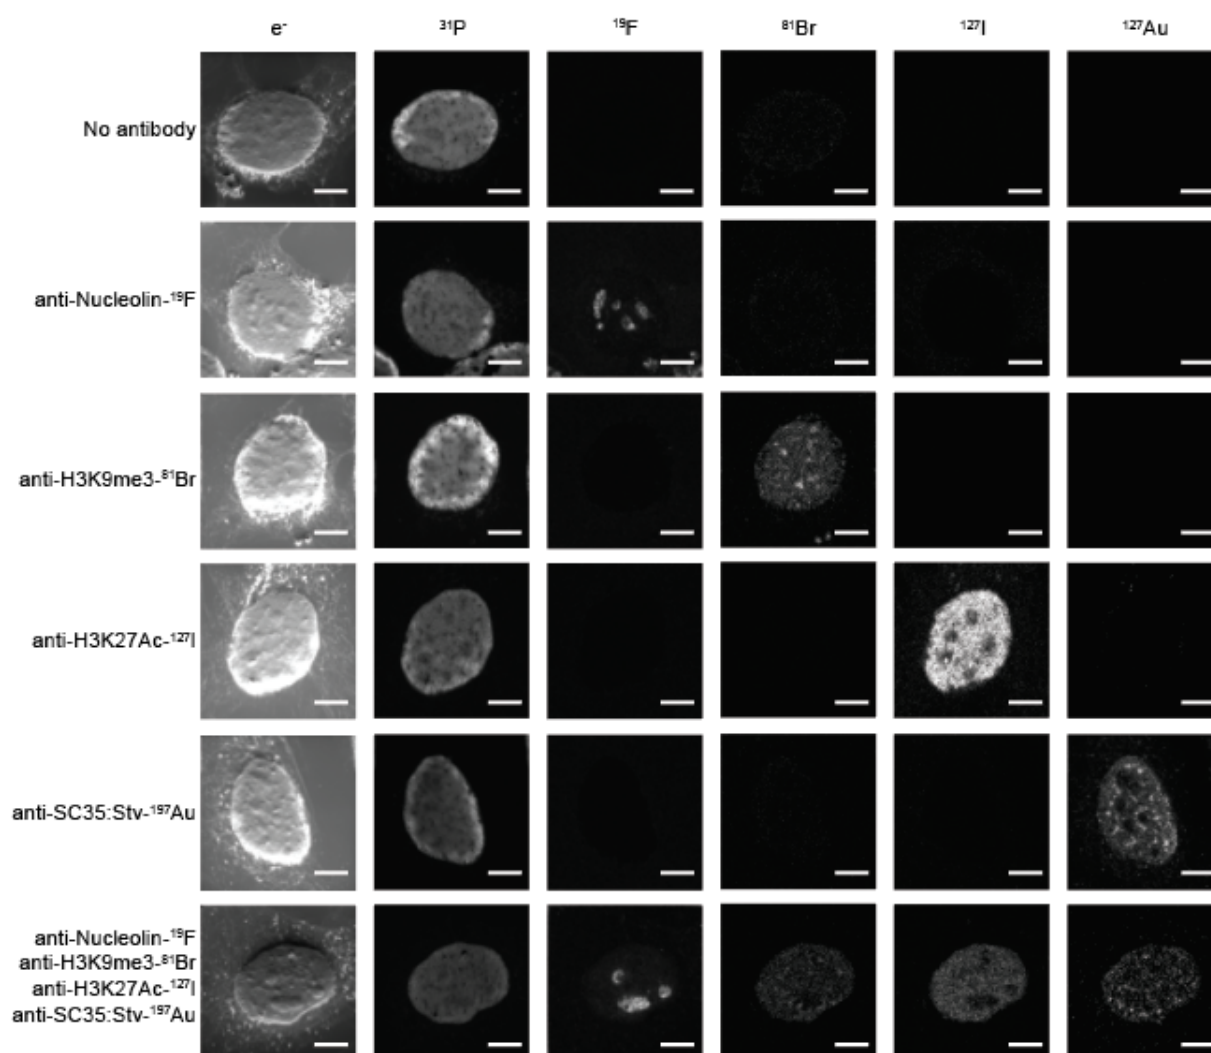 e⁻ ³¹P ¹⁹F ⁸¹Br ¹²⁷I ¹²⁷Au
No antibody
anti-Nucleolin-¹⁹F
anti-H3K9me3-⁸¹Br
anti-H3K27Ac-¹²⁷I
anti-SC35:Stv-¹⁹⁷Au
anti-Nucleolin-¹⁹F
anti-H3K9me3-⁸¹Br
anti-H3K27Ac-¹²⁷I
anti-SC35:Stv-¹⁹⁷Au